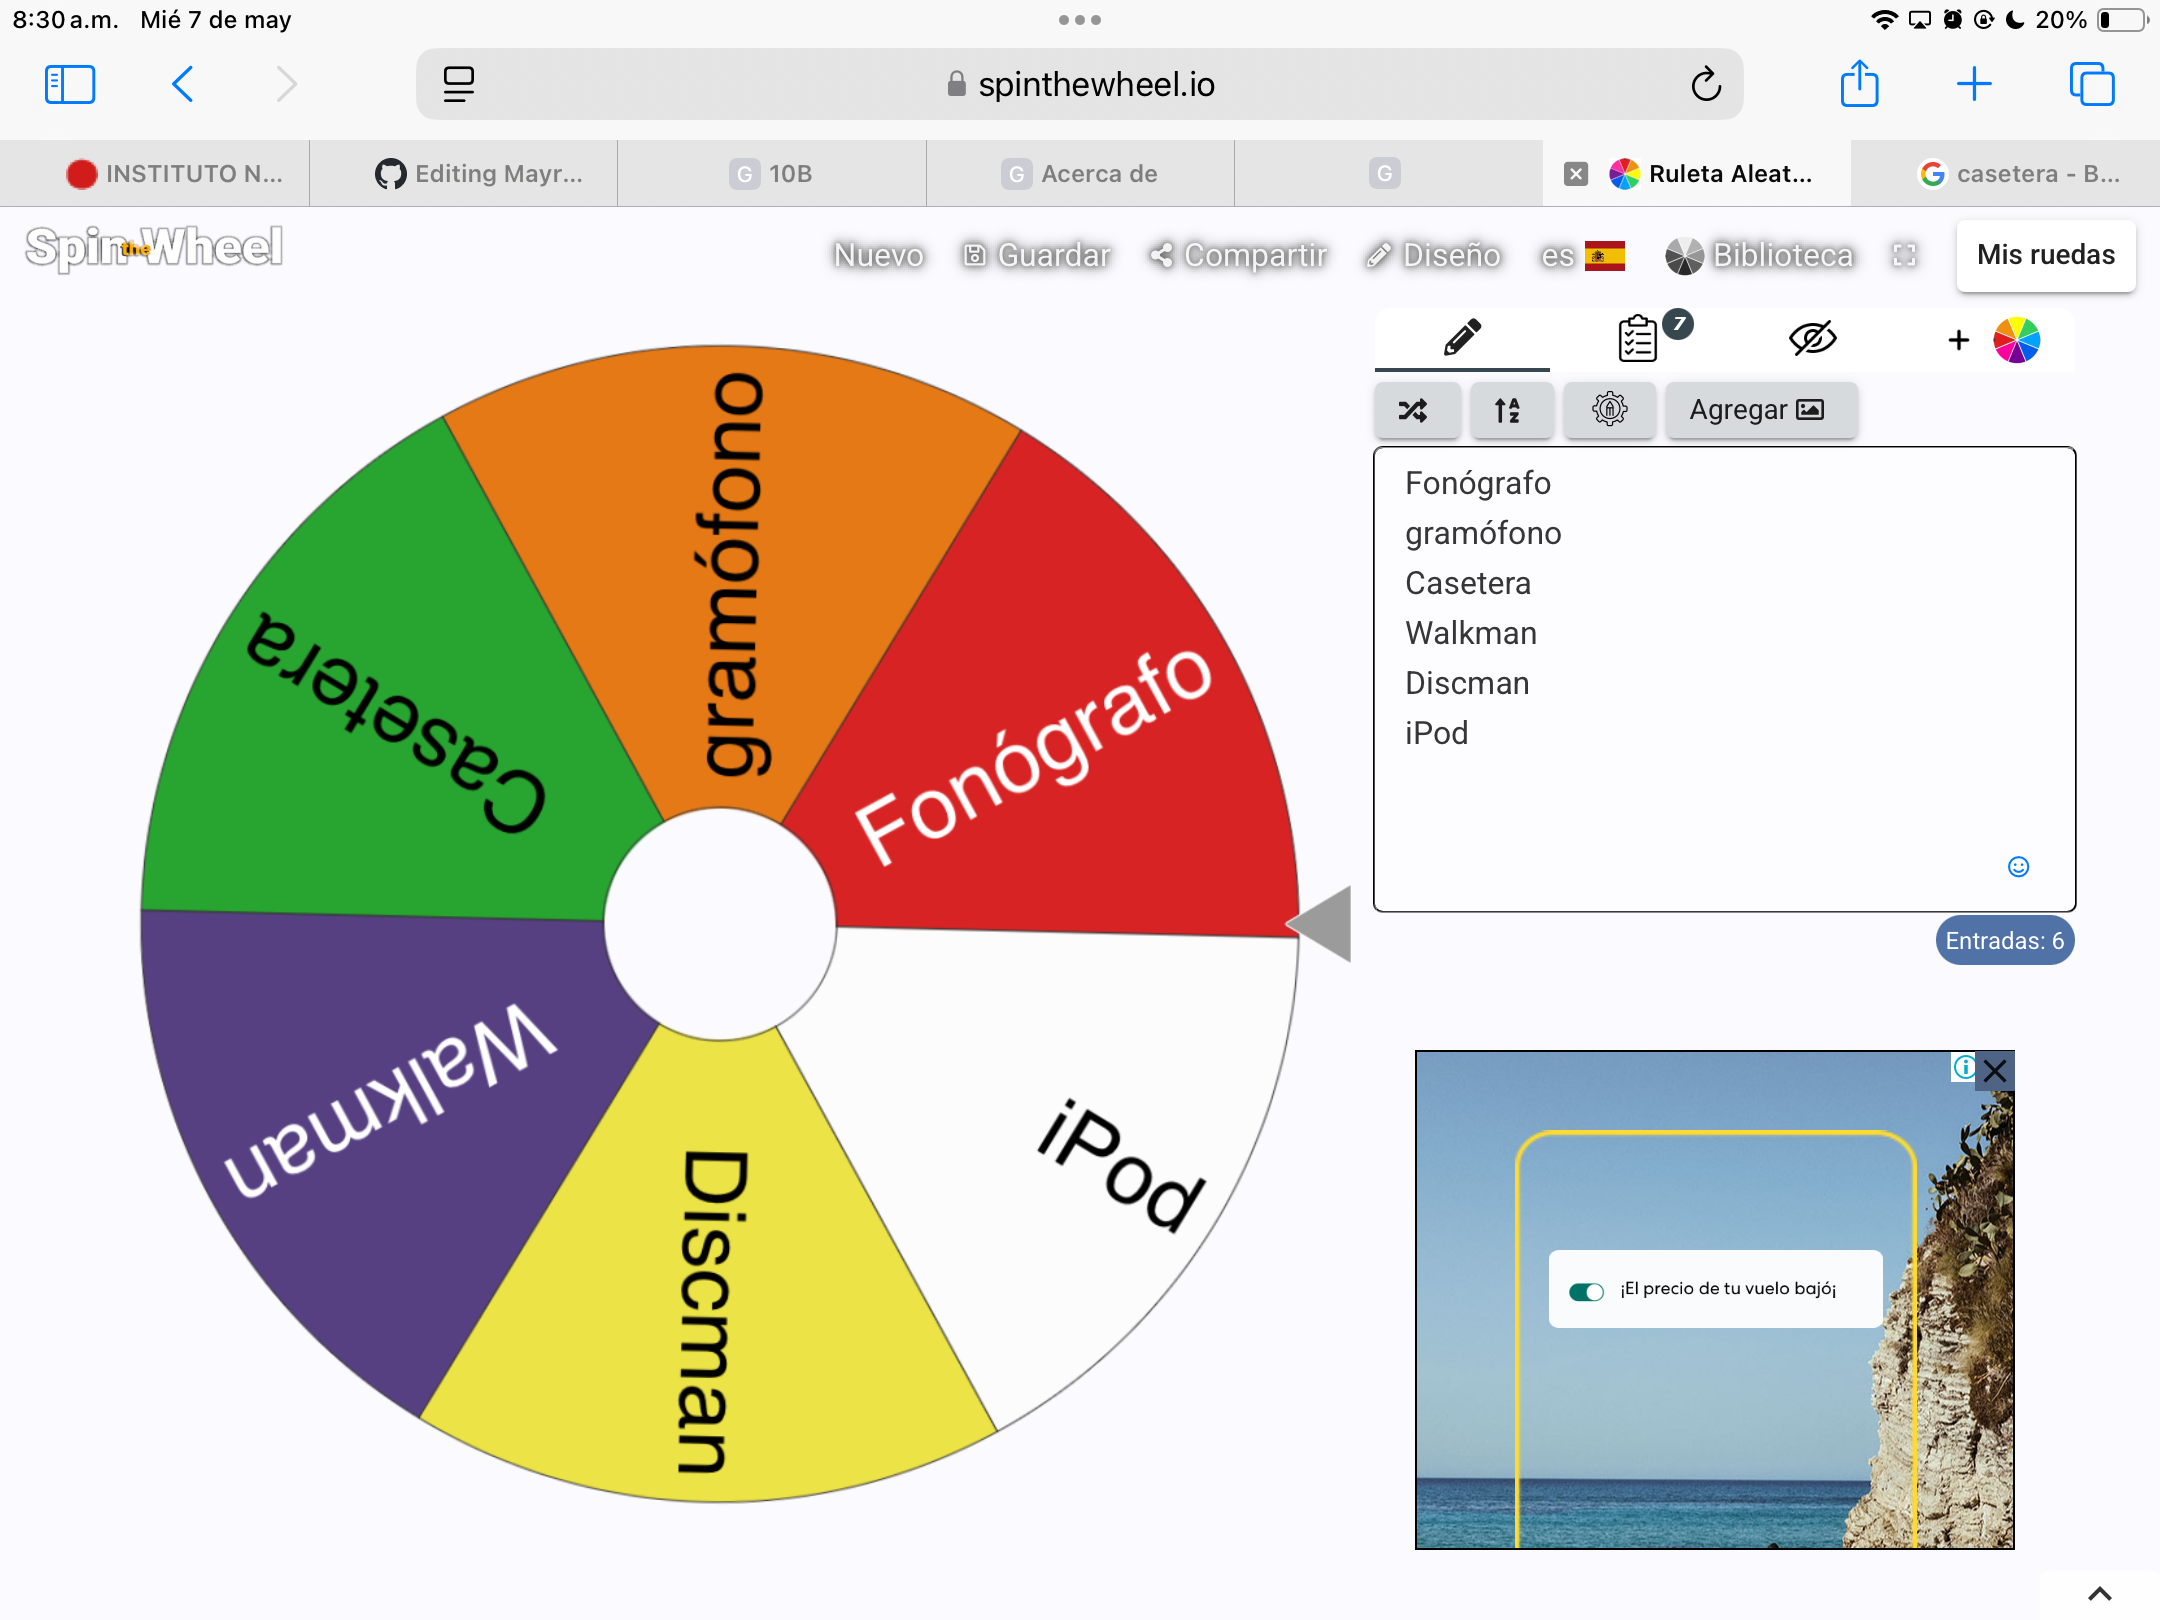 8:30 a.m. Mié 7 de may
20%
spinthewheel.io
INSTITUTO N...
Editing Mayr...
G 10B
G Acerca de
G
Ruleta Aleat...
casetera - B...
Spin the Wheel
Nuevo
Guardar
Compartir
Diseño
es
Biblioteca
Mis ruedas
7
+
A
Z
Agregar
Fonógrafo
gramófono
Casetera
Walkman
Discman
iPod
Entradas: 6
gramófono
Fonógrafo
Casetera
Walkman
Discman
iPod
¡El precio de tu vuelo bajó¡